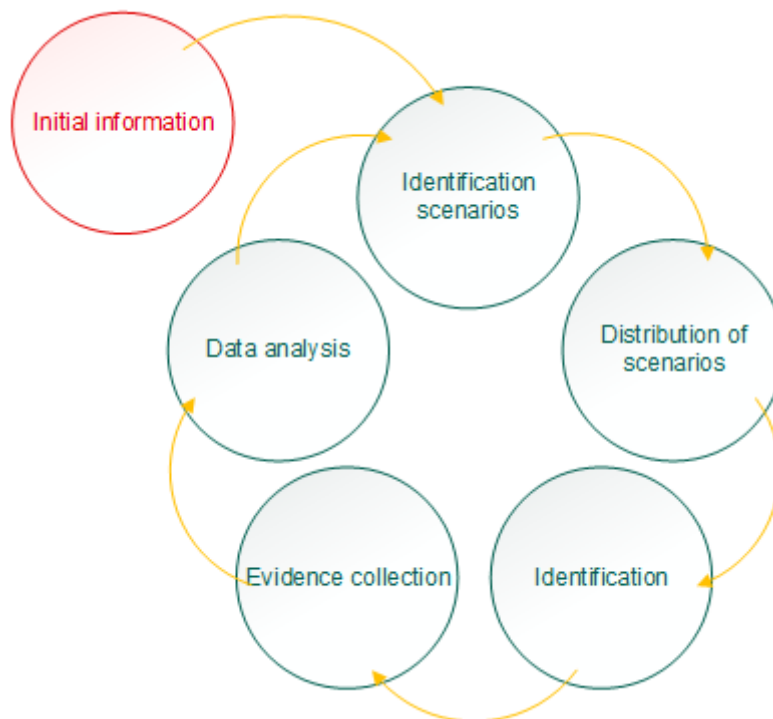 Initial information
Identification
scenarios
Distribution of
scenarios
Data analysis
Evidence collection
Identification